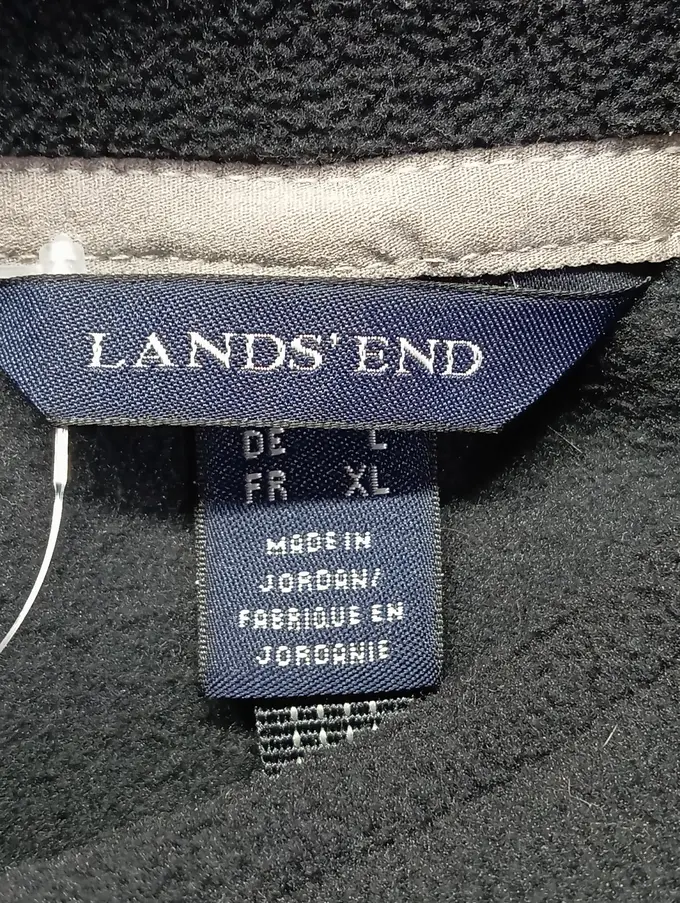 LANDS' END
DE L
FR XL
MADE IN
JORDAN/
FABRIQUE EN
JORDANIE